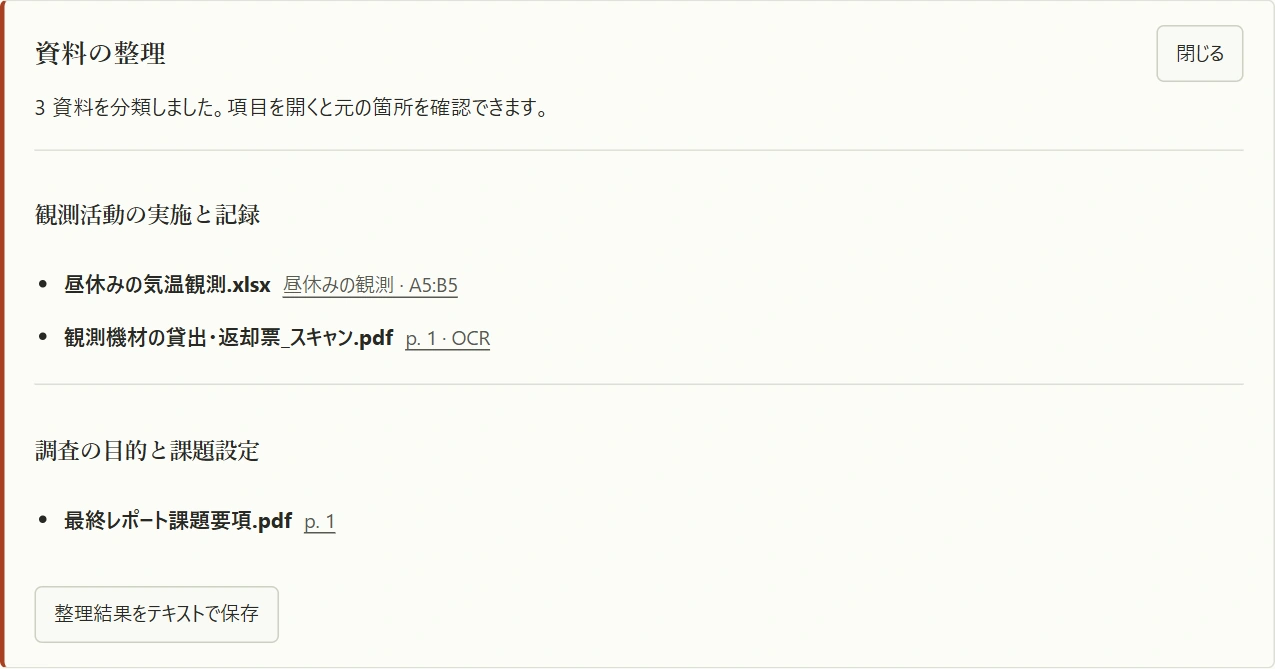 資料の整理
閉じる
3 資料を分類しました。項目を開くと元の箇所を確認できます。
観測活動の実施と記録
昼休みの気温観測.xlsx 昼休みの観測 · A5:B5
観測機材の貸出・返却票_スキャン.pdf p. 1 · OCR
調査の目的と課題設定
最終レポート課題要項.pdf p. 1
整理結果をテキストで保存